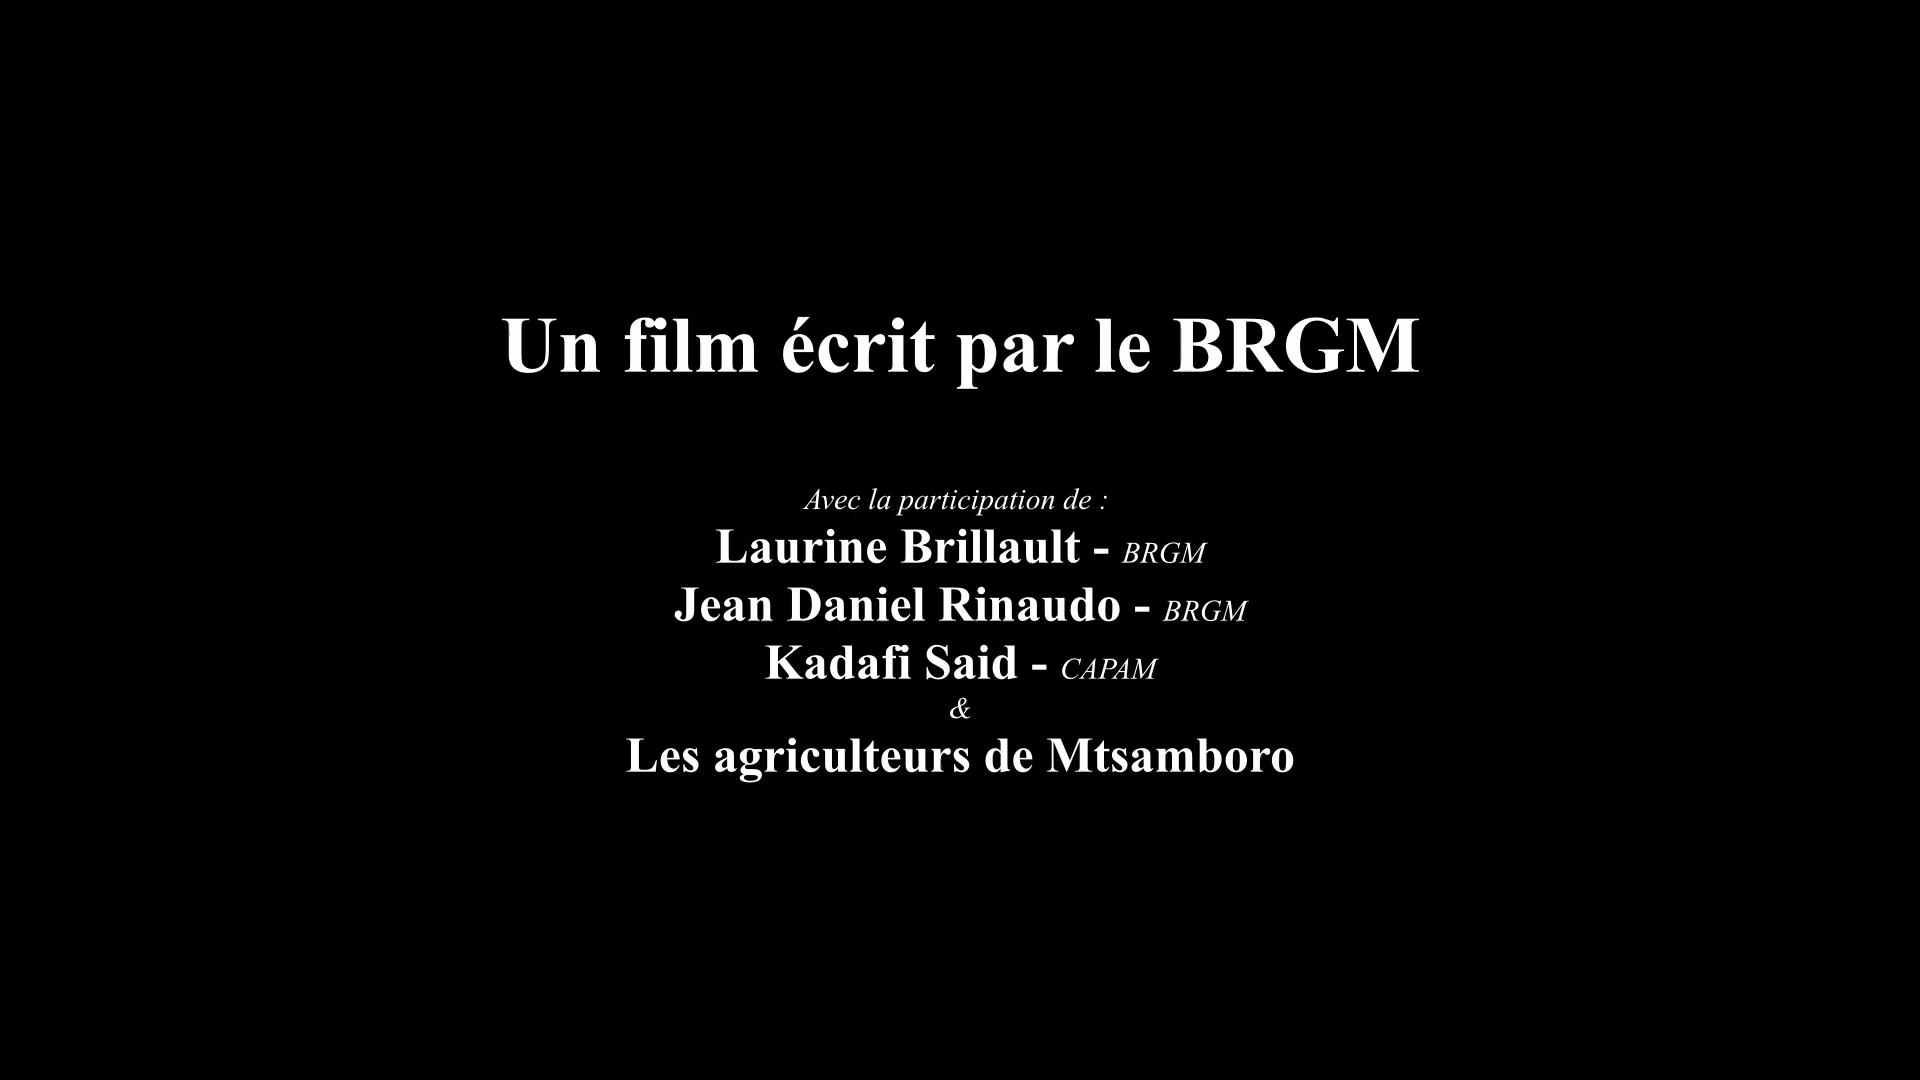 Un film écrit par le BRGM
Avec la participation de :
Laurine Brillault - BRGM
Jean Daniel Rinaudo - BRGM
Kadafi Said - CAPAM
&
Les agriculteurs de Mtsamboro